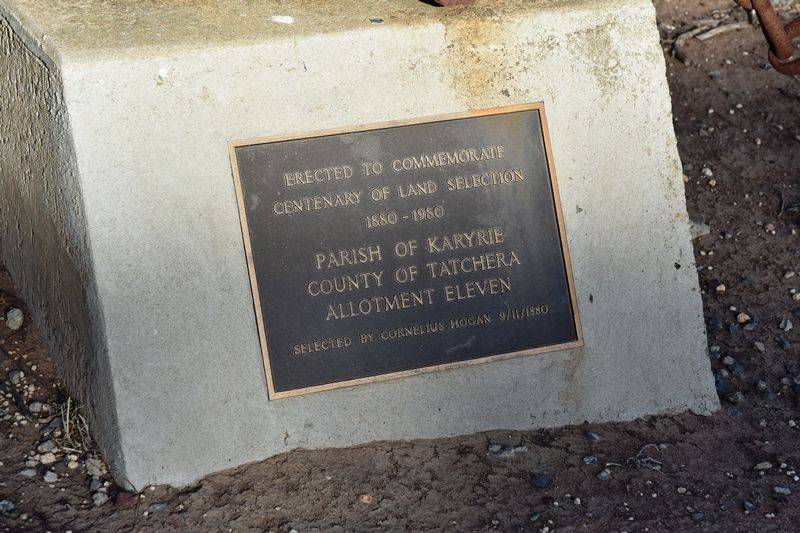 ERECTED TO COMMEMORATE
CENTENARY OF LAND SELECTION
1880 - 1980
PARISH OF KARYRIE
COUNTY OF TATCHERA
ALLOTMENT ELEVEN
SELECTED BY CORNELIUS HOGAN 9/11/1880